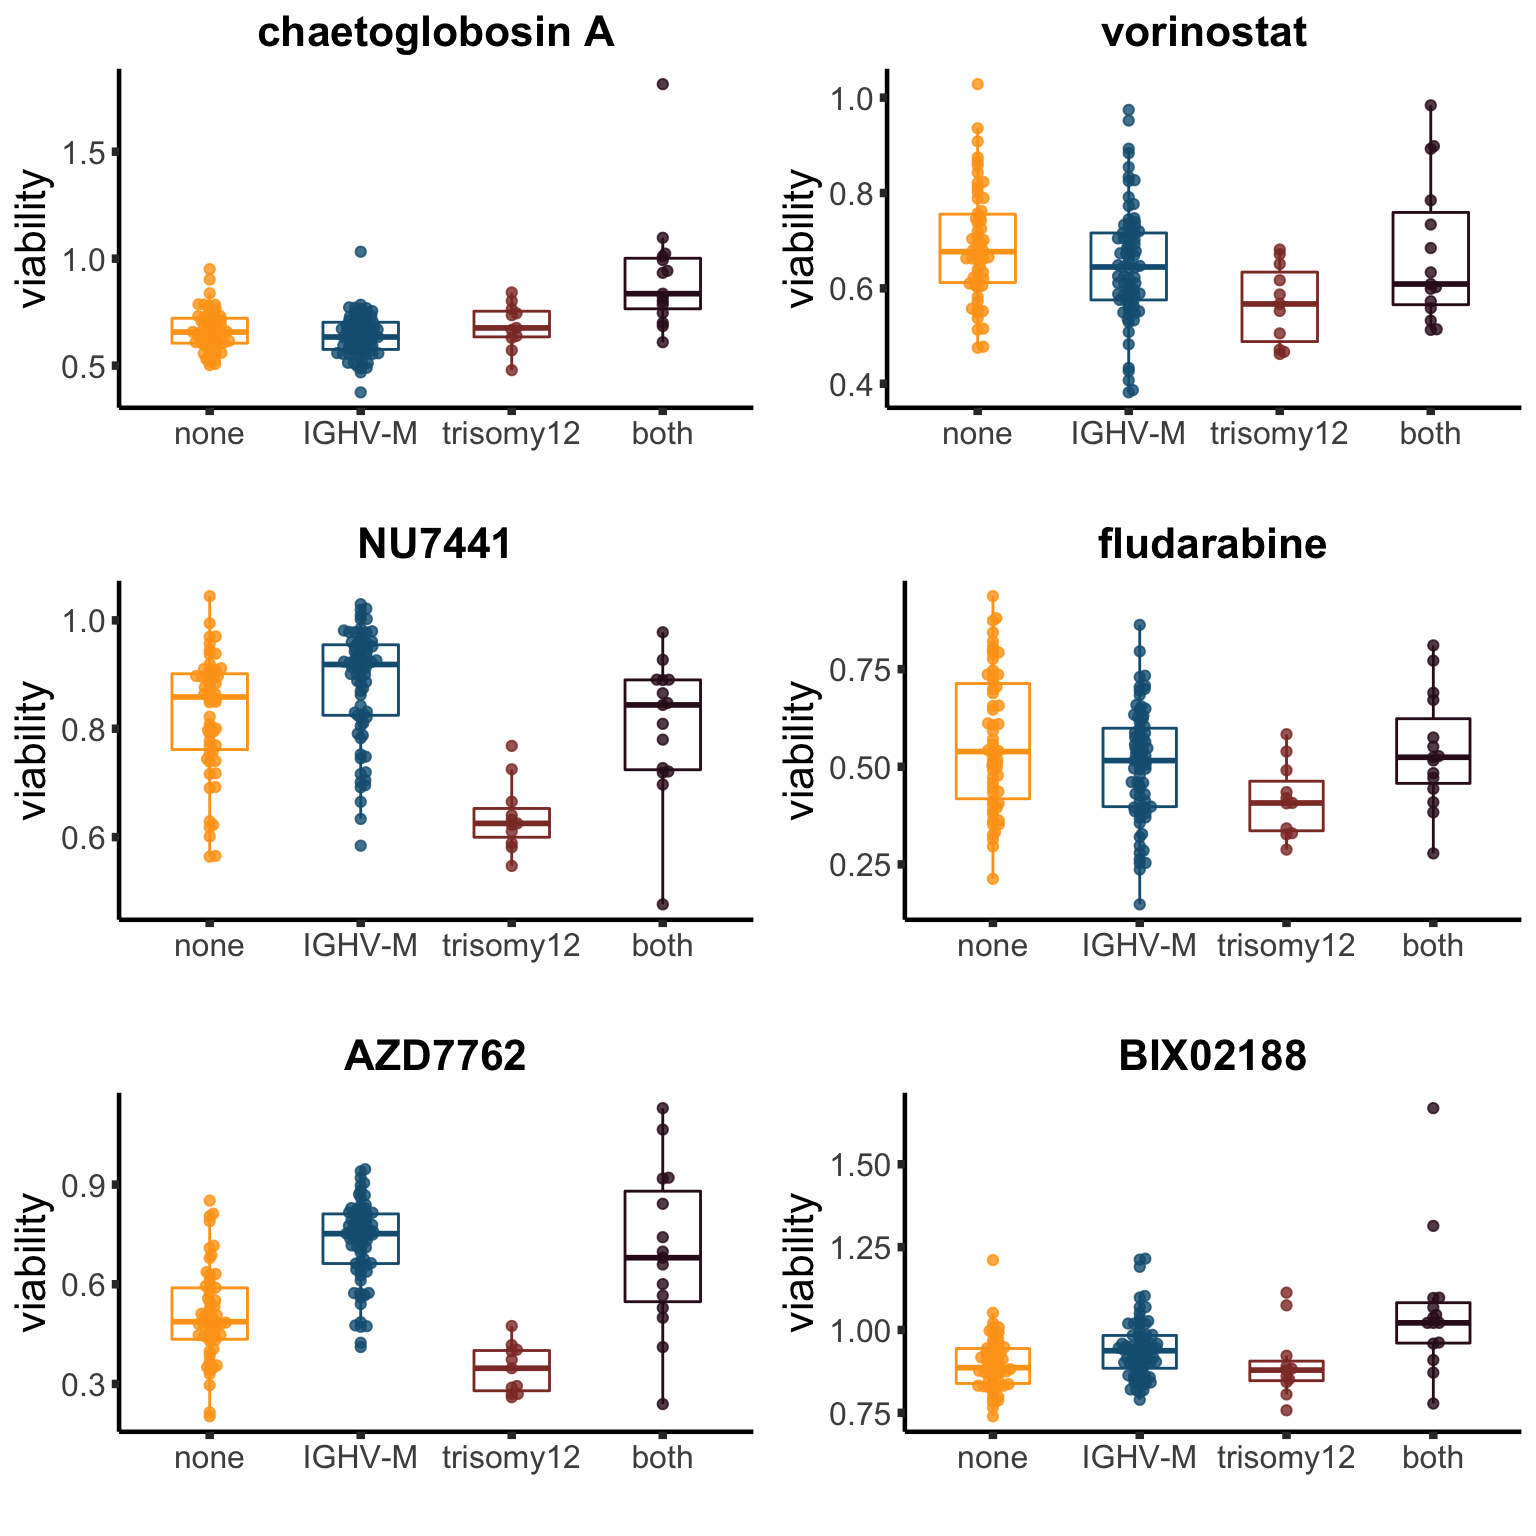 chaetoglobosin A
viability
1.5
1.0
0.5
none IGHV-M trisomy12 both
vorinostat
viability
1.0
0.8
0.6
0.4
none IGHV-M trisomy12 both
NU7441
viability
1.0
0.8
0.6
none IGHV-M trisomy12 both
fludarabine
viability
0.75
0.50
0.25
none IGHV-M trisomy12 both
AZD7762
viability
0.9
0.6
0.3
none IGHV-M trisomy12 both
BIX02188
viability
1.50
1.25
1.00
0.75
none IGHV-M trisomy12 both